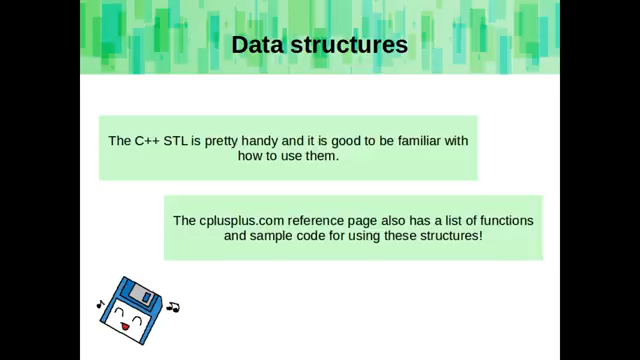 Data structures
The C++ STL is pretty handy and it is good to be familiar with
how to use them.
The cplusplus.com reference page also has a list of functions
and sample code for using these structures!